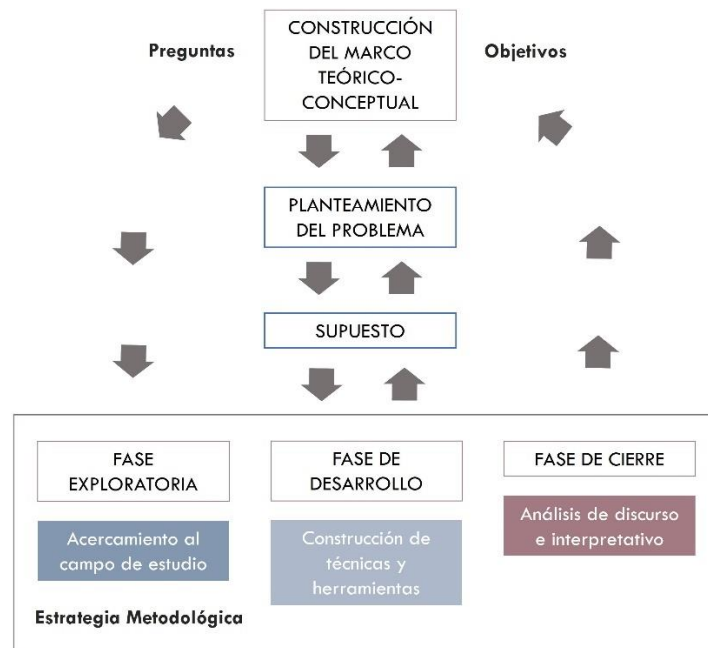 Preguntas
CONSTRUCCIÓN
DEL MARCO
TEÓRICO-
CONCEPTUAL
Objetivos
PLANTEAMIENTO
DEL PROBLEMA
SUPUESTO
FASE
EXPLORATORIA
Acercamiento al
campo de estudio
FASE DE
DESARROLLO
Construcción de
técnicas y
herramientas
FASE DE CIERRE
Análisis de discurso
e interpretativo
Estrategia Metodológica